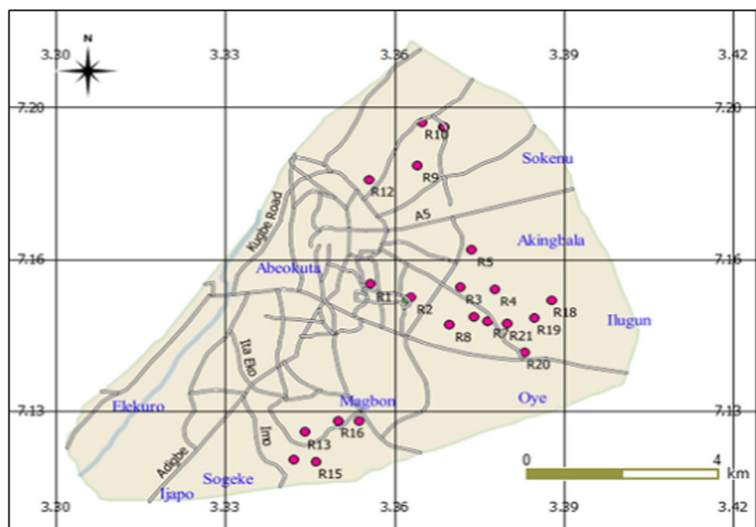 N
3.30 3.33 3.36 3.39 3.42
7.20 7.20
R10
Sokenu
R9
R12
A5
Kugbe Road
Akingbala
R5
7.16 7.16
Abeokuta
R1
R2
R3
R4
R18
Ilugun
R19
R21
R8
R20
Ita Eko
Oye
Magbon
Elekuro
7.13 7.13
R16
Imo
R13
Adigbe
R15
Sogeke
Ijapo
0 4
km
3.30 3.33 3.36 3.39 3.42